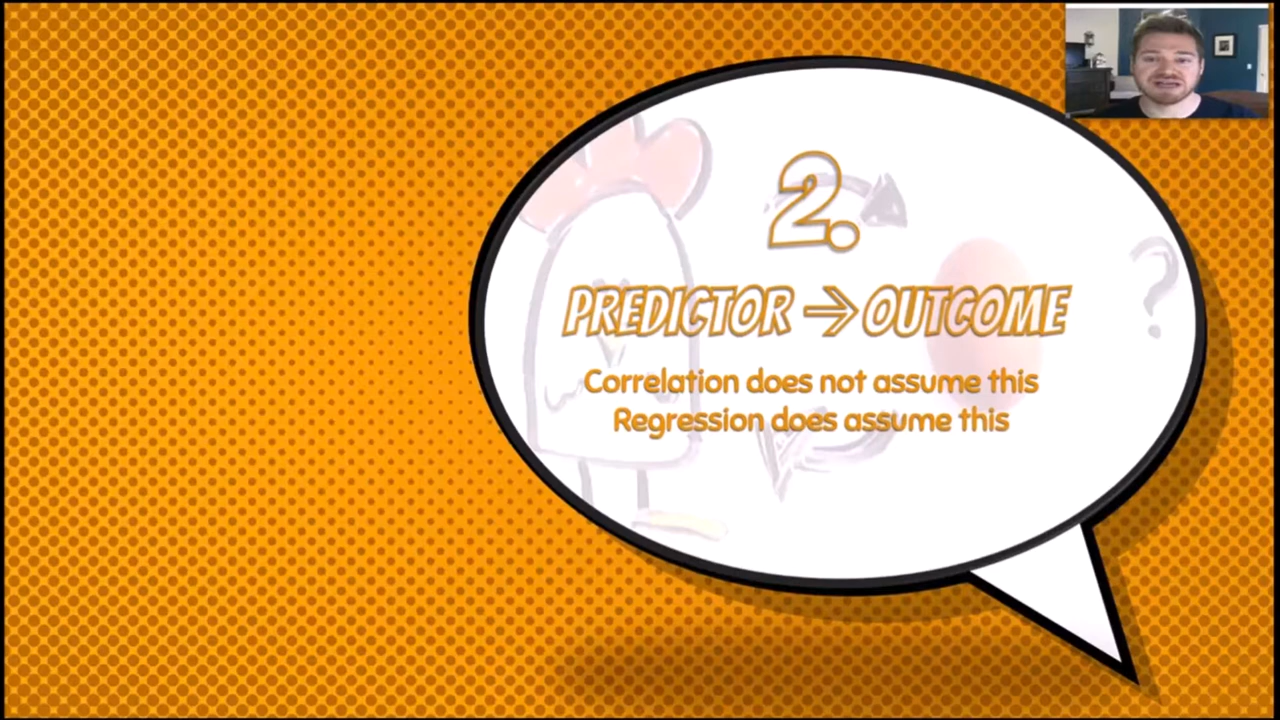 2.
PREDICTOR → OUTCOME
Correlation does not assume this
Regression does assume this
?